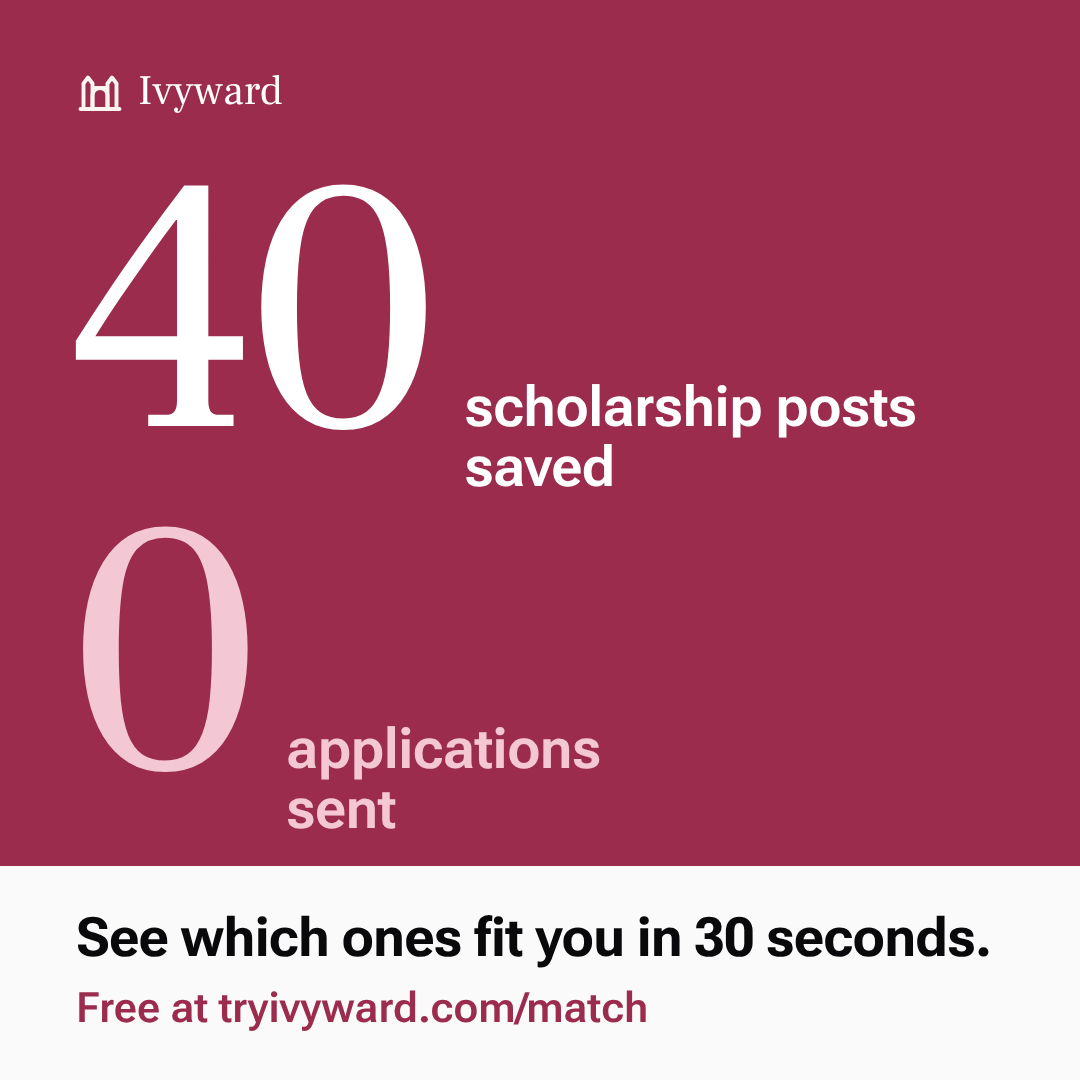 Ivyward
40
scholarship posts
saved
0
applications
sent
See which ones fit you in 30 seconds.
Free at tryivyward.com/match